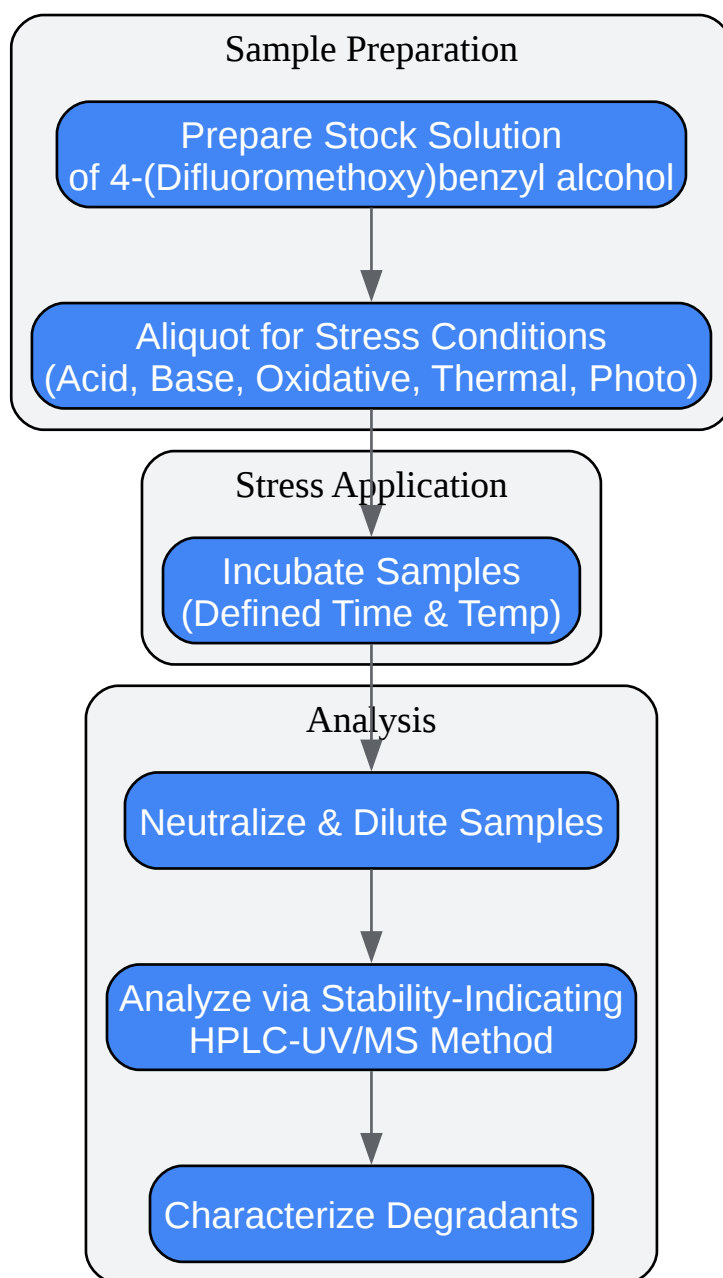 Sample Preparation
Prepare Stock Solution
of 4-(Difluoromethoxy)benzyl alcohol
Aliquot for Stress Conditions
(Acid, Base, Oxidative, Thermal, Photo)
Stress Application
Incubate Samples
(Defined Time & Temp)
Analysis
Neutralize & Dilute Samples
Analyze via Stability-Indicating
HPLC-UV/MS Method
Characterize Degradants